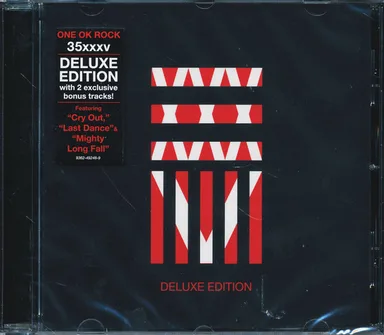 ONE OK ROCK
35xxxv
DELUXE
EDITION
with 2 exclusive
bonus tracks!
Featuring
"Cry Out,"
"Last Dance"&
"Mighty
Long Fall"
DELUXE EDITION